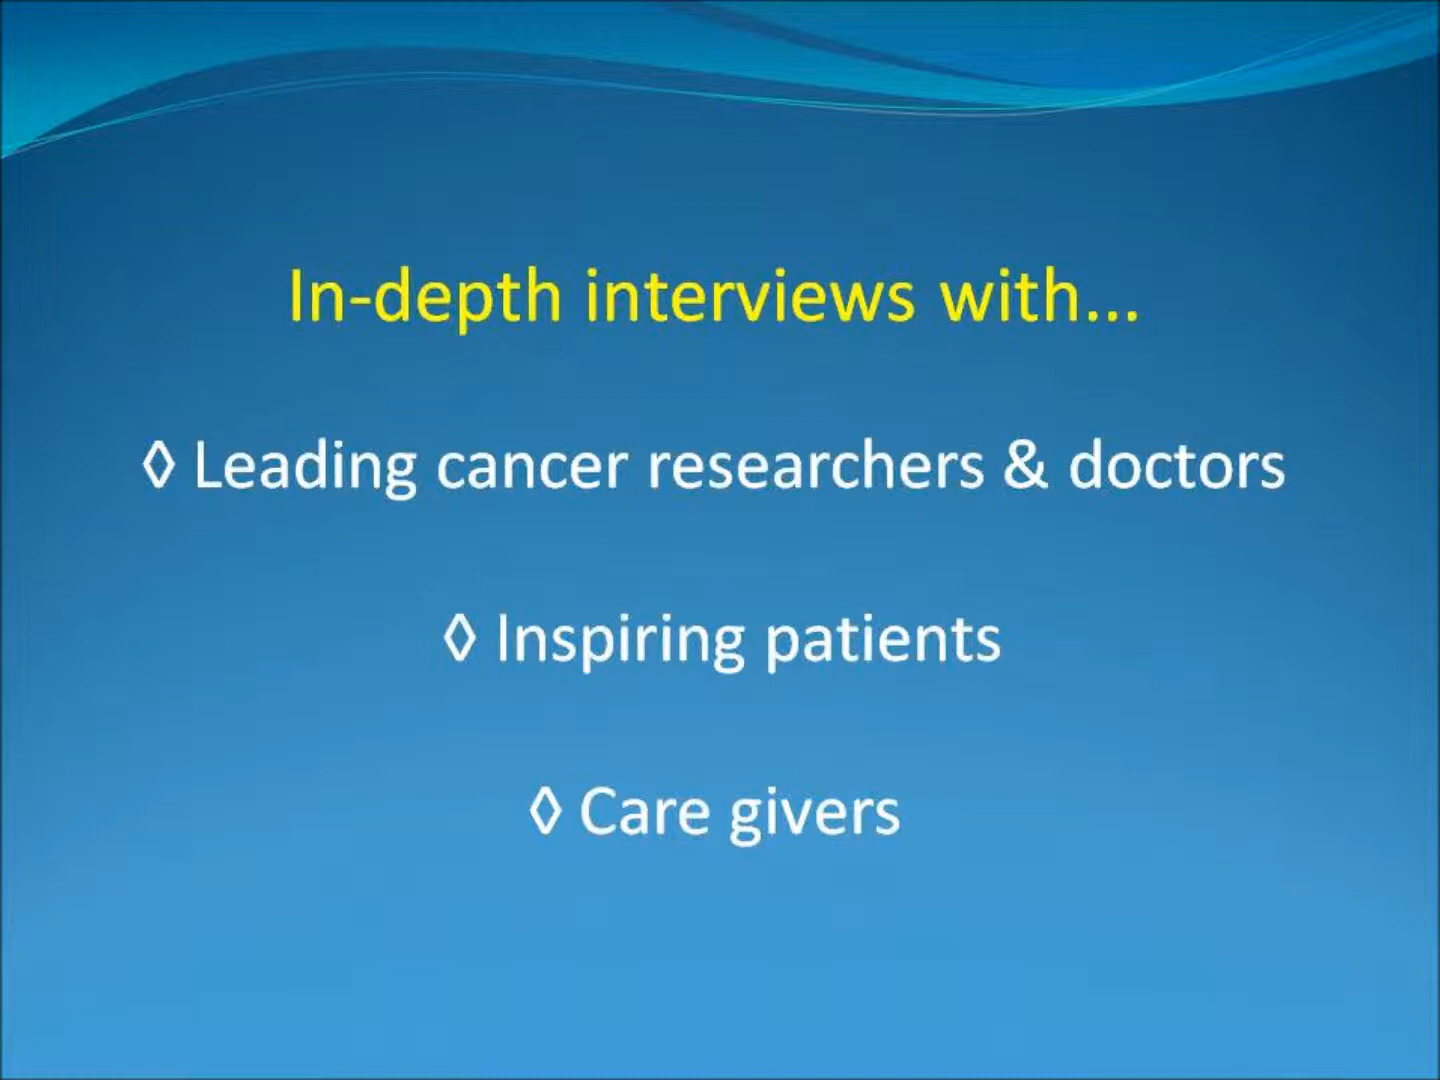 In-depth interviews with...
◊ Leading cancer researchers & doctors
◊ Inspiring patients
◊ Care givers